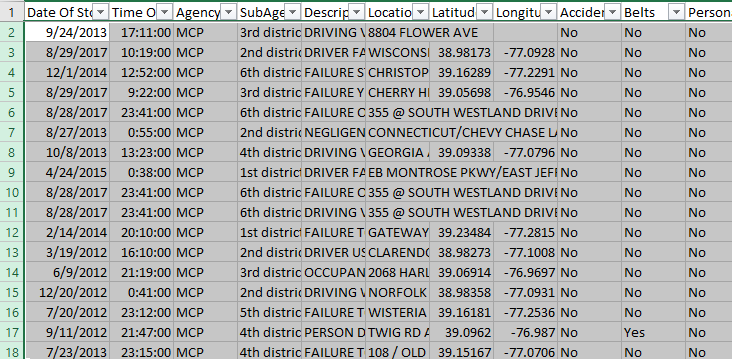 1 Date Of Sto Time O Agency SubAge Descrip Locatio Latitud Longitu Acciden Belts Persona
2 9/24/2013 17:11:00 MCP 3rd distric DRIVING V 8804 FLOWER AVE No No No
3 8/29/2017 10:19:00 MCP 2nd distric DRIVER FA WISCONSI 38.98173 -77.0928 No No No
4 12/1/2014 12:52:00 MCP 6th distric FAILURE S CHRISTOP 39.16289 -77.2291 No No No
5 8/29/2017 9:22:00 MCP 3rd distric FAILURE Y CHERRY HI 39.05698 -76.9546 No No No
6 8/28/2017 23:41:00 MCP 6th distric FAILURE O 355 @ SOUTH WESTLAND DRIVE No No No
7 8/27/2013 0:55:00 MCP 2nd distric NEGLIGEN CONNECTICUT/CHEVY CHASE LA No No No
8 10/8/2013 13:23:00 MCP 4th distric DRIVING V GEORGIA A 39.09338 -77.0796 No No No
9 4/24/2015 0:38:00 MCP 1st district DRIVER FA EB MONTROSE PKWY/EAST JEFF No No No
10 8/28/2017 23:41:00 MCP 6th distric FAILURE O 355 @ SOUTH WESTLAND DRIVE No No No
11 8/28/2017 23:41:00 MCP 6th distric DRIVING V 355 @ SOUTH WESTLAND DRIVE No No No
12 2/14/2014 20:10:00 MCP 1st district FAILURE T GATEWAY 39.23484 -77.2815 No No No
13 3/19/2012 16:10:00 MCP 2nd distric DRIVER US CLARENDO 38.98273 -77.1008 No No No
14 6/9/2012 21:19:00 MCP 3rd distric OCCUPAN 2068 HARL 39.06914 -76.9697 No No No
15 12/20/2012 0:41:00 MCP 2nd distric DRIVING V NORFOLK 38.98358 -77.0931 No No No
16 7/20/2012 23:12:00 MCP 5th distric FAILURE T WISTERIA 39.16181 -77.2536 No No No
17 9/11/2012 21:47:00 MCP 4th distric PERSON D TWIG RD A 39.0962 -76.987 No Yes No
18 7/23/2013 23:15:00 MCP 4th distric FAILURE T 108 / OLD 39.15167 -77.0706 No No No